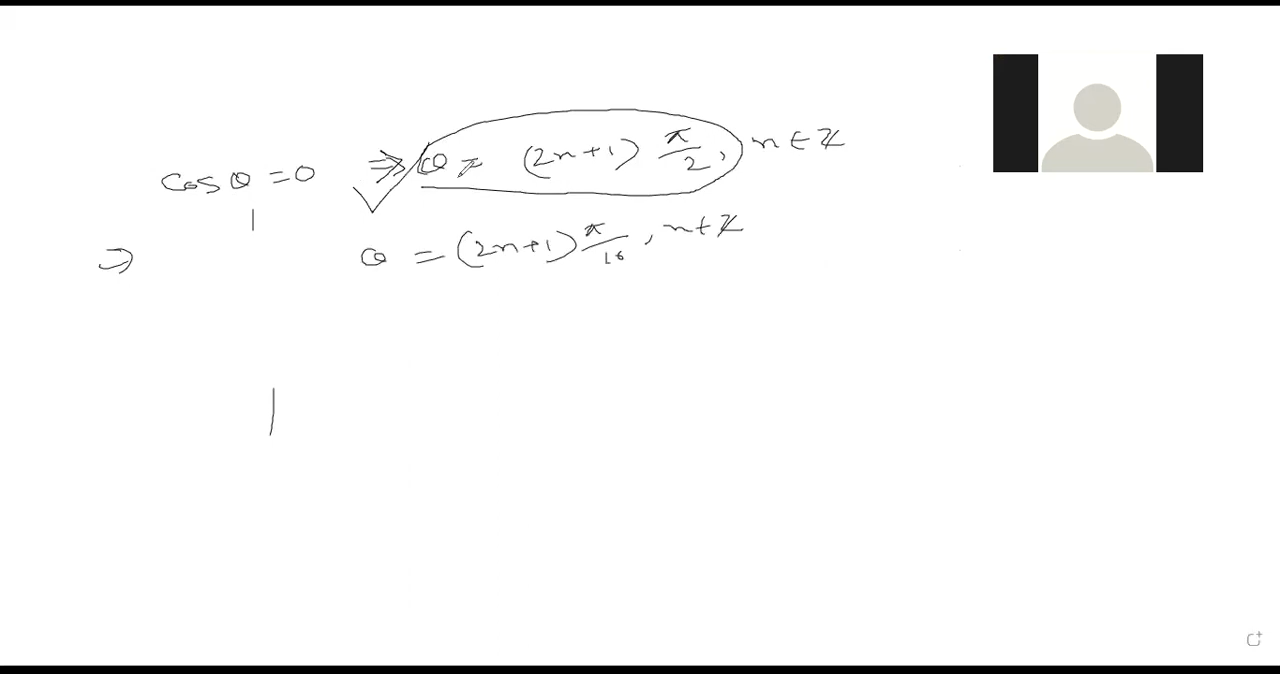 cos θ = 0 ⇒ θ = (2n+1) π/2, n ∈ ℤ
⇒ θ = (2n+1) π/16, n ∈ ℤ